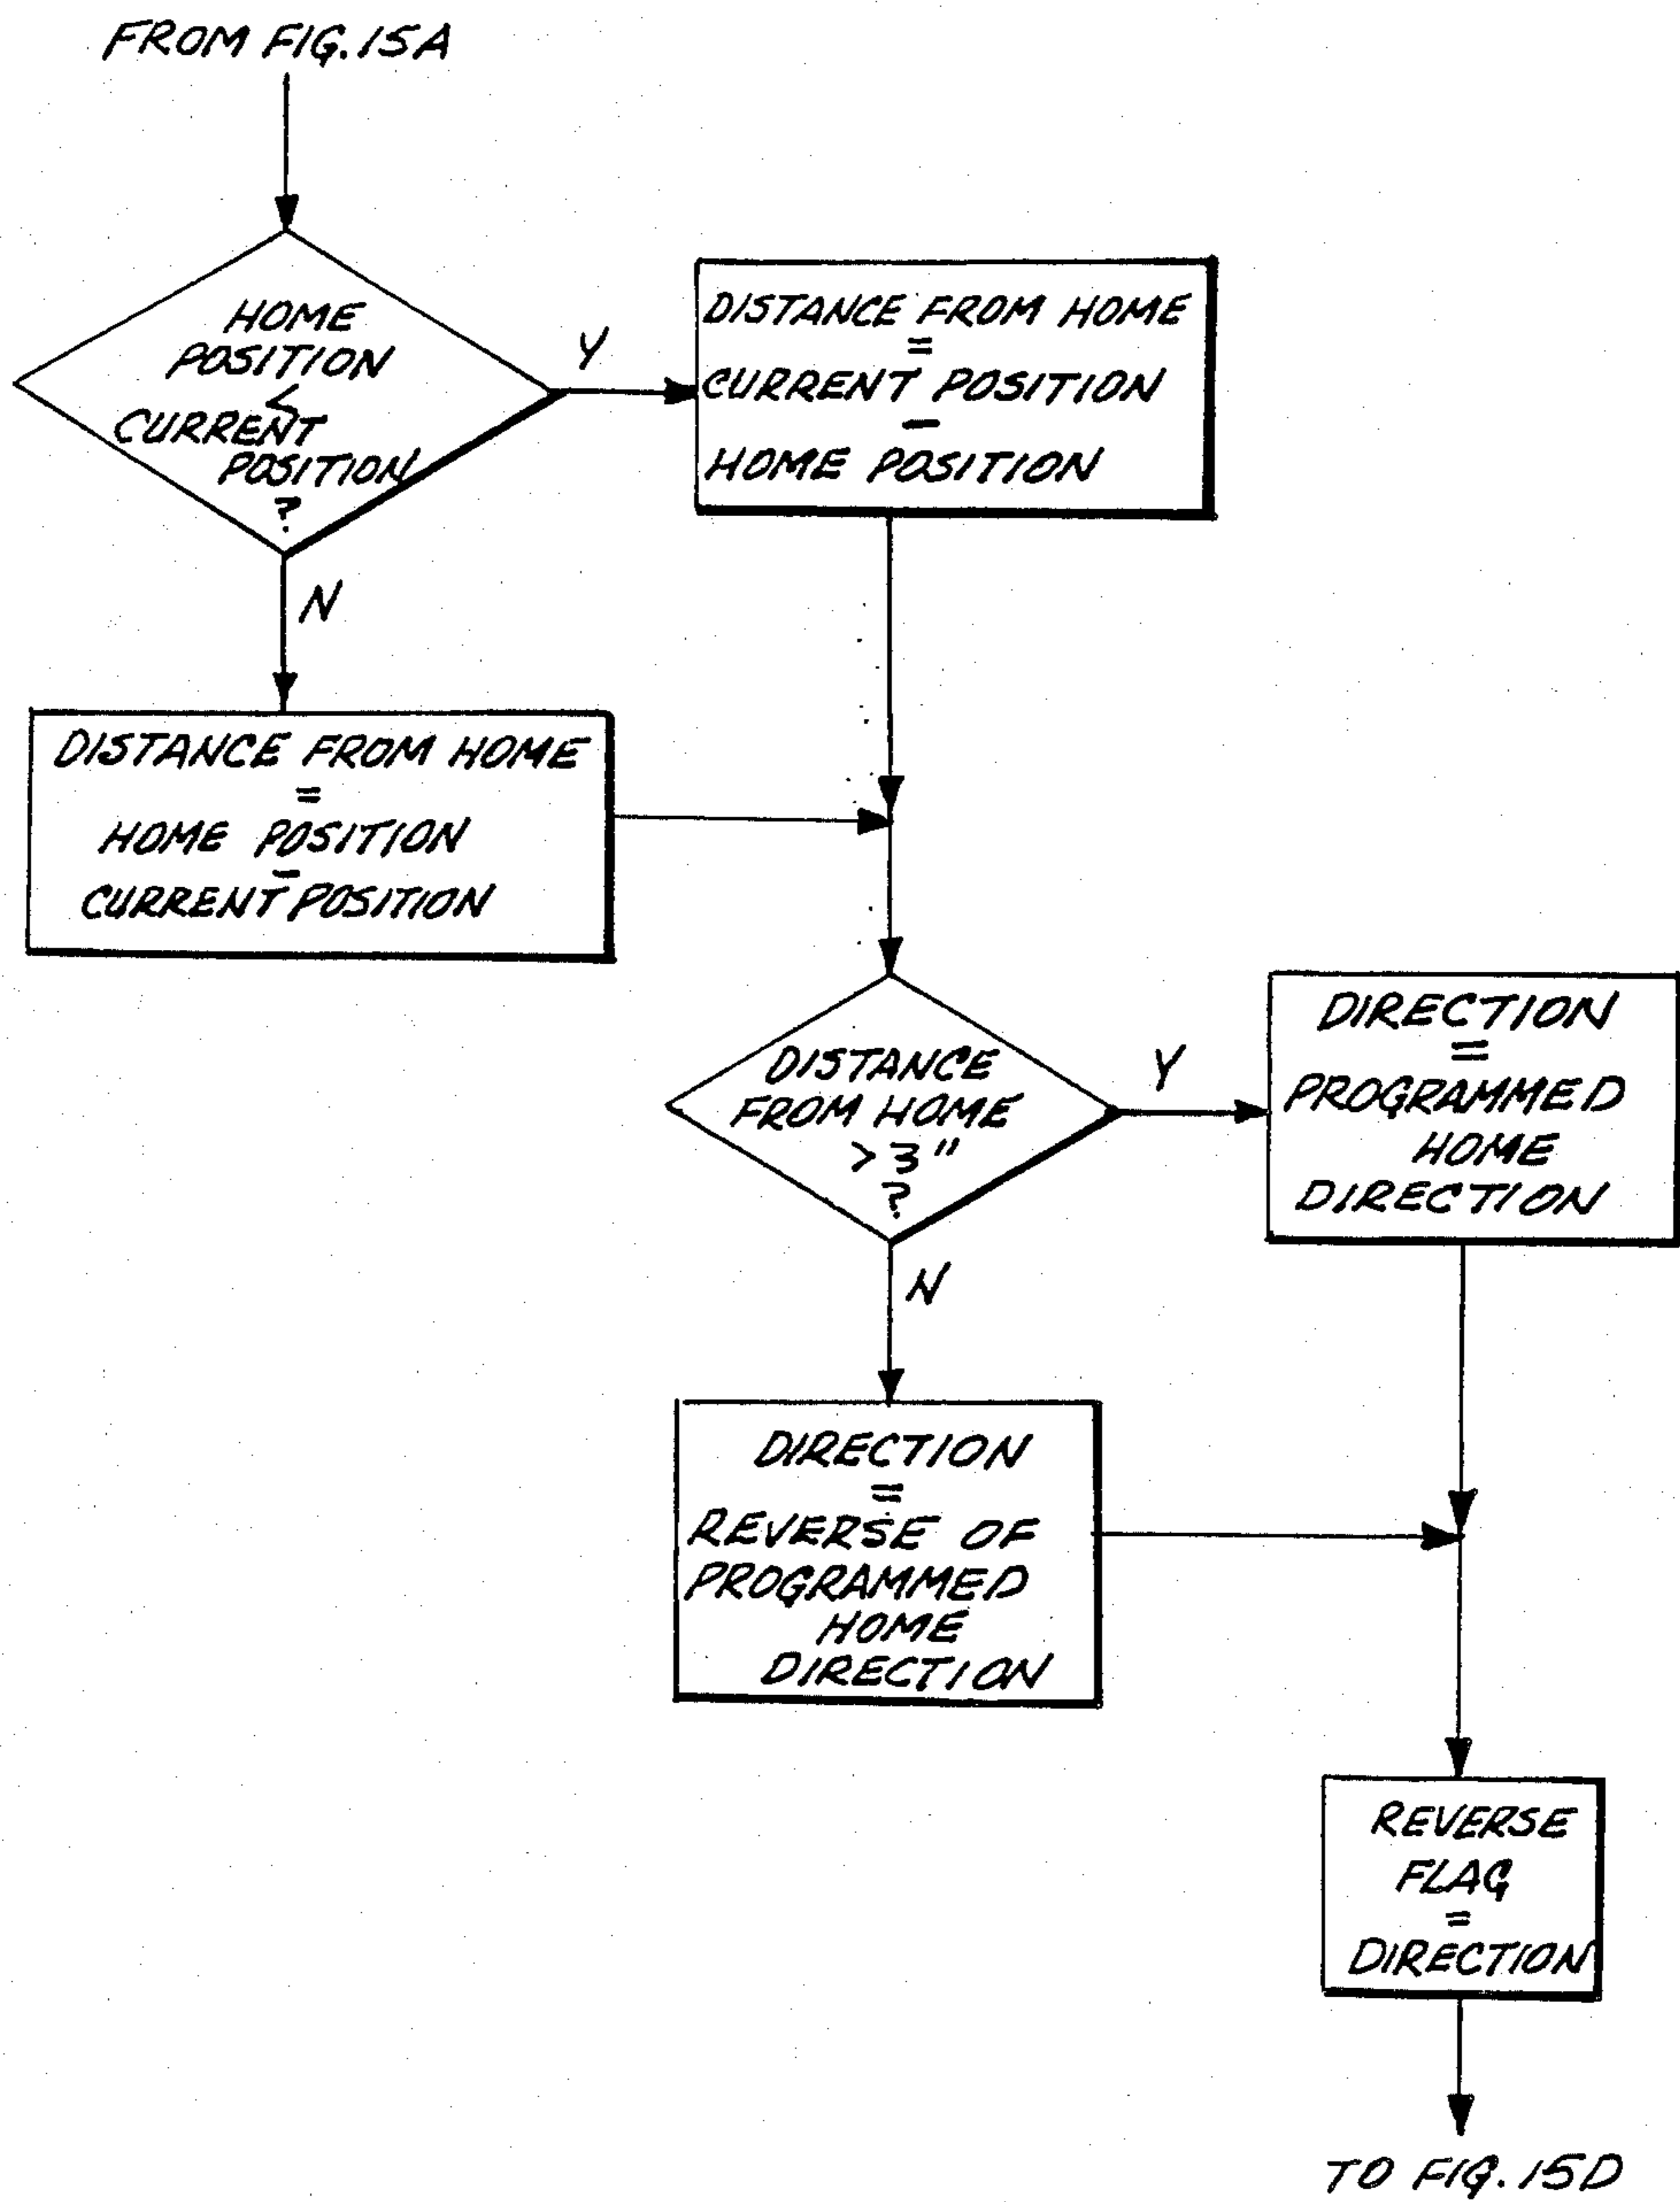 FROM FIG. 15A
HOME
POSITION
<
CURRENT
POSITION
?
Y
N
DISTANCE FROM HOME
=
CURRENT POSITION
-
HOME POSITION
DISTANCE FROM HOME
=
HOME POSITION
-
CURRENT POSITION
DISTANCE
FROM HOME
>3"
?
Y
N
DIRECTION
=
PROGRAMMED
HOME
DIRECTION
DIRECTION
=
REVERSE OF
PROGRAMMED
HOME
DIRECTION
REVERSE
FLAG
=
DIRECTION
TO FIG. 15D